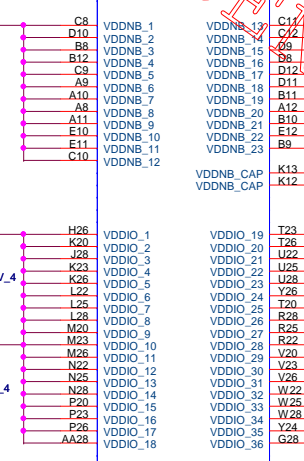 C8 VDDNB_1 VDDNB_13 C11
D10 VDDNB_2 VDDNB_14 C12
B8 VDDNB_3 VDDNB_15 D9
B12 VDDNB_4 VDDNB_16 D8
C9 VDDNB_5 VDDNB_17 D12
A9 VDDNB_6 VDDNB_18 D11
A10 VDDNB_7 VDDNB_19 B11
A8 VDDNB_8 VDDNB_20 A12
A11 VDDNB_9 VDDNB_21 B10
E10 VDDNB_10 VDDNB_22 E12
E11 VDDNB_11 VDDNB_23 B9
C10 VDDNB_12
VDDNB_CAP K13
VDDNB_CAP K12
H26 VDDIO_1 VDDIO_19 T23
K20 VDDIO_2 VDDIO_20 T26
J28 VDDIO_3 VDDIO_21 U22
K23 VDDIO_4 VDDIO_22 U25
K26 VDDIO_5 VDDIO_23 U28
L22 VDDIO_6 VDDIO_24 Y26
L25 VDDIO_7 VDDIO_25 T20
L28 VDDIO_8 VDDIO_26 R28
M20 VDDIO_9 VDDIO_27 R25
M23 VDDIO_10 VDDIO_28 R22
M26 VDDIO_11 VDDIO_29 V20
N22 VDDIO_12 VDDIO_30 V23
N25 VDDIO_13 VDDIO_31 V26
N28 VDDIO_14 VDDIO_32 W22
P20 VDDIO_15 VDDIO_33 W25
P23 VDDIO_16 VDDIO_34 W28
P26 VDDIO_17 VDDIO_35 Y24
AA28 VDDIO_18 VDDIO_36 G28